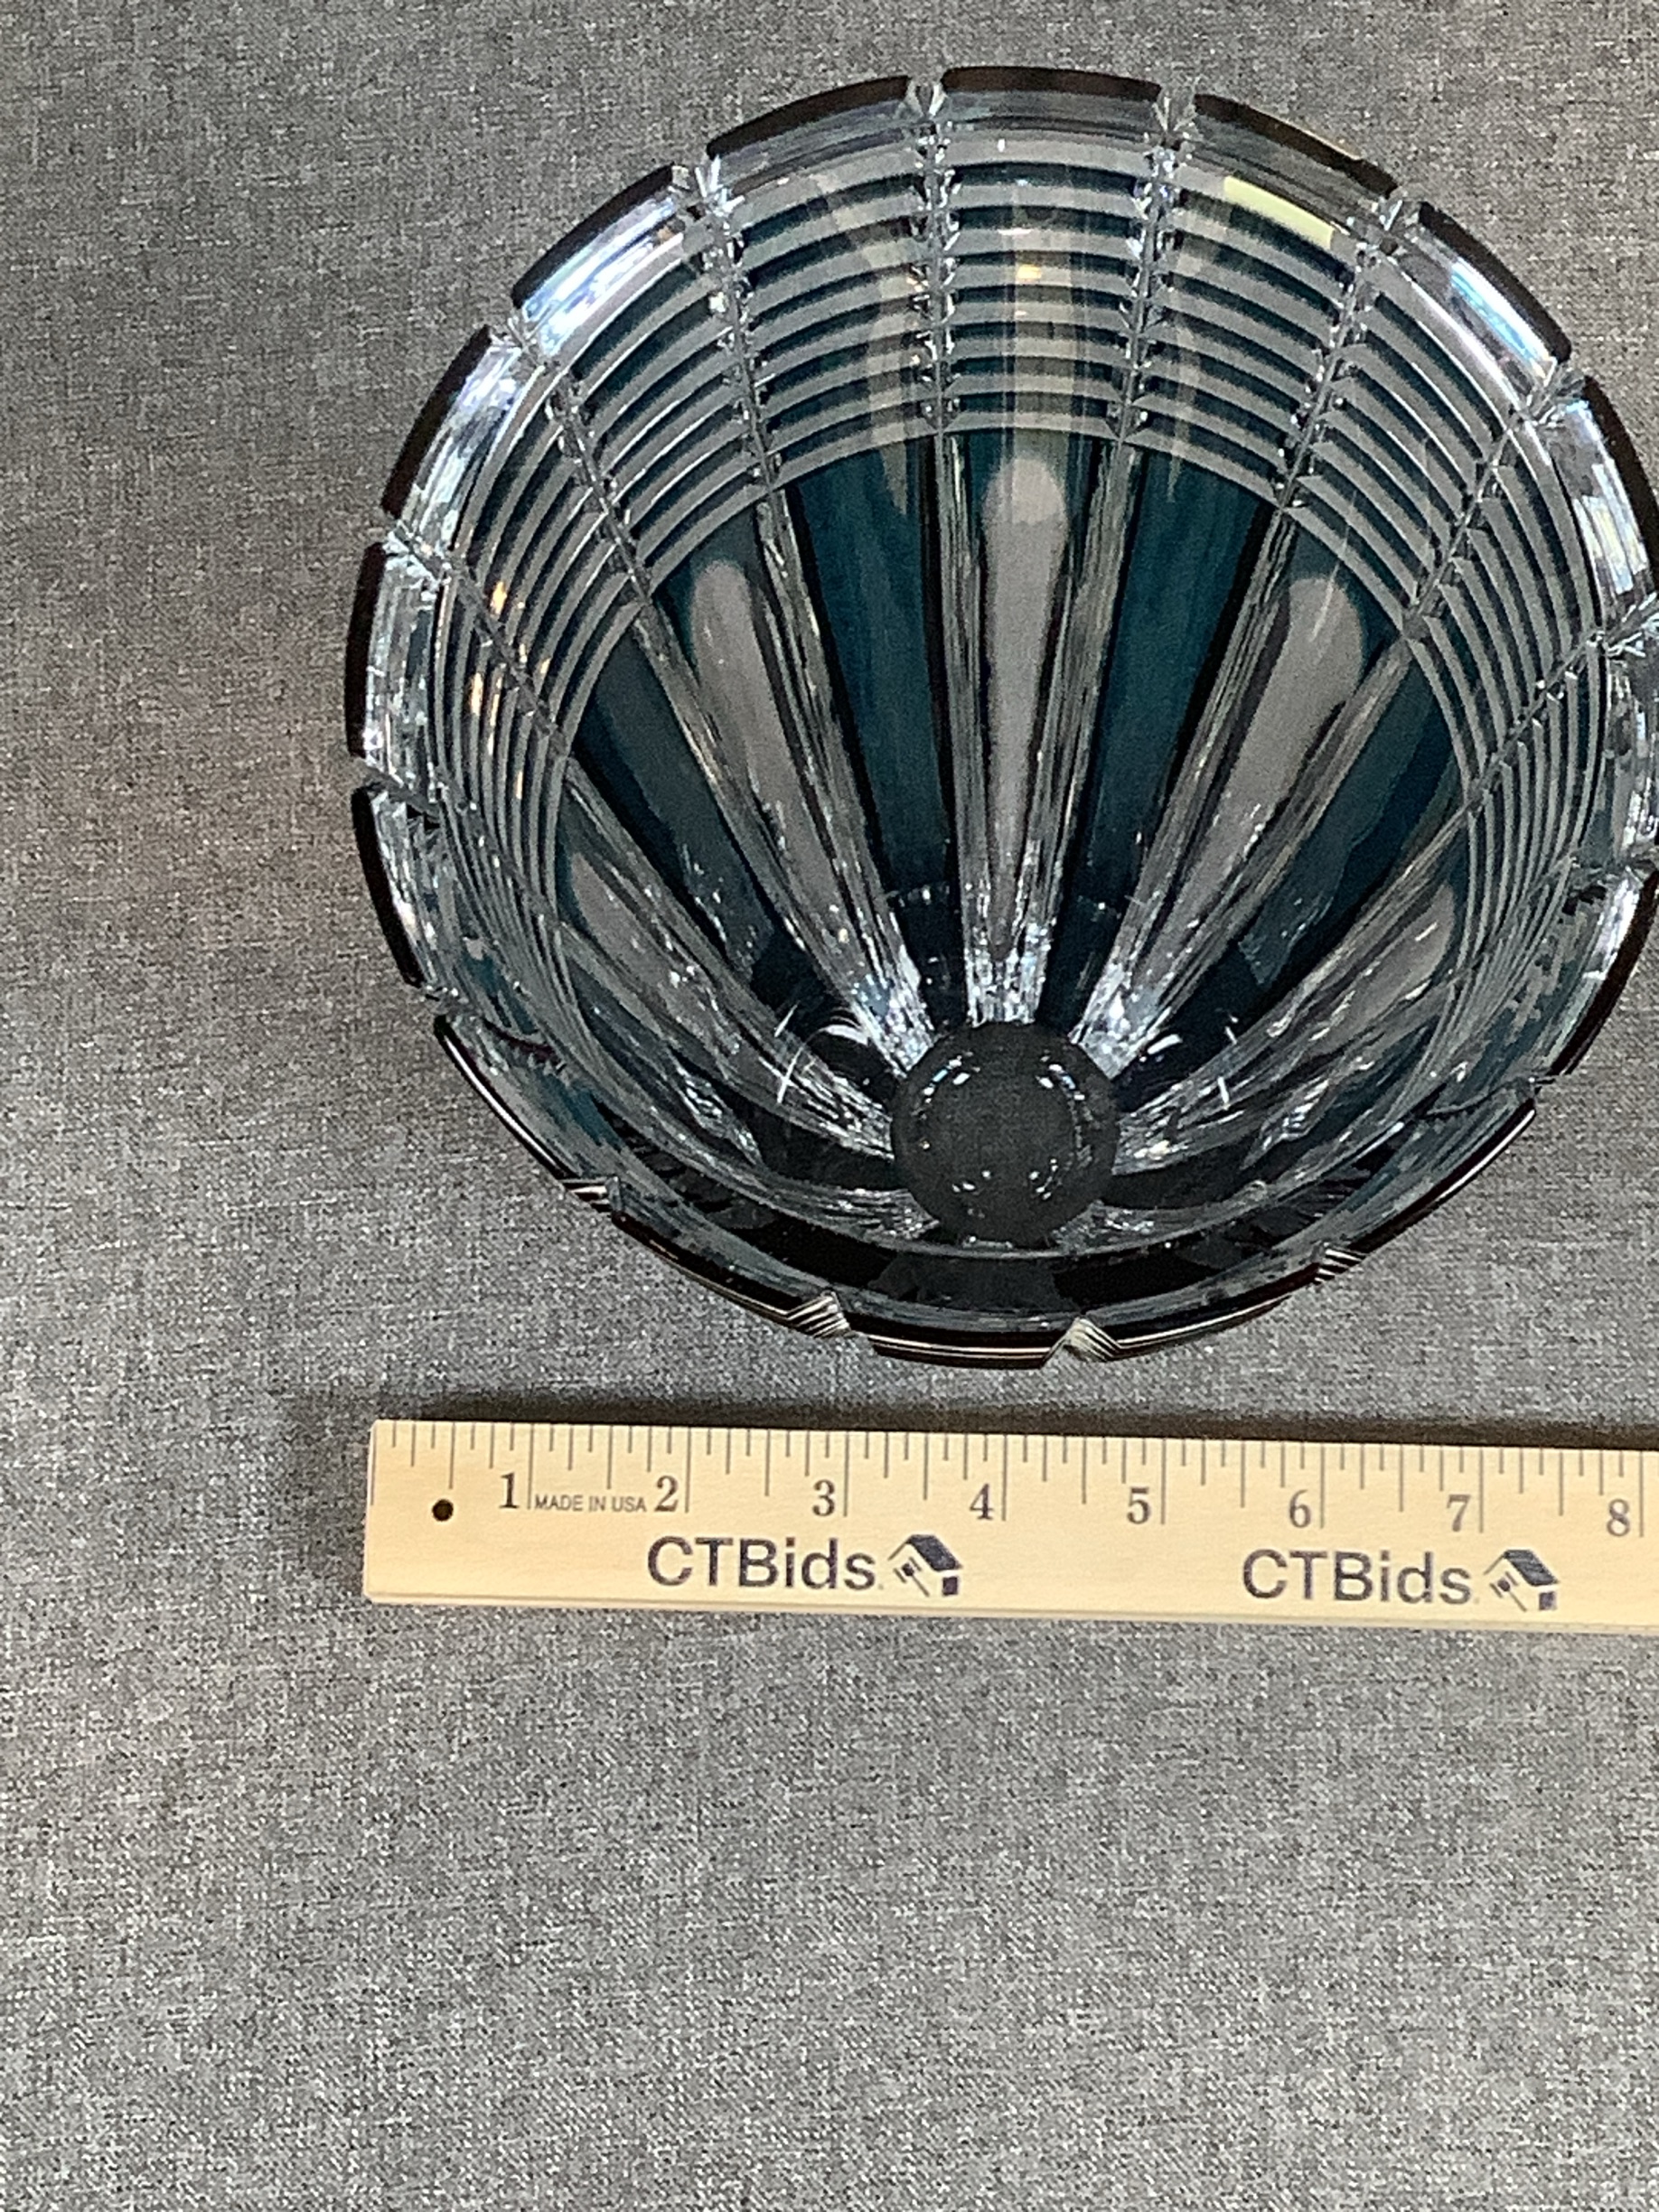 1 MADE IN USA 2 3 4 5 6 7 8
CTBids. CTBids.